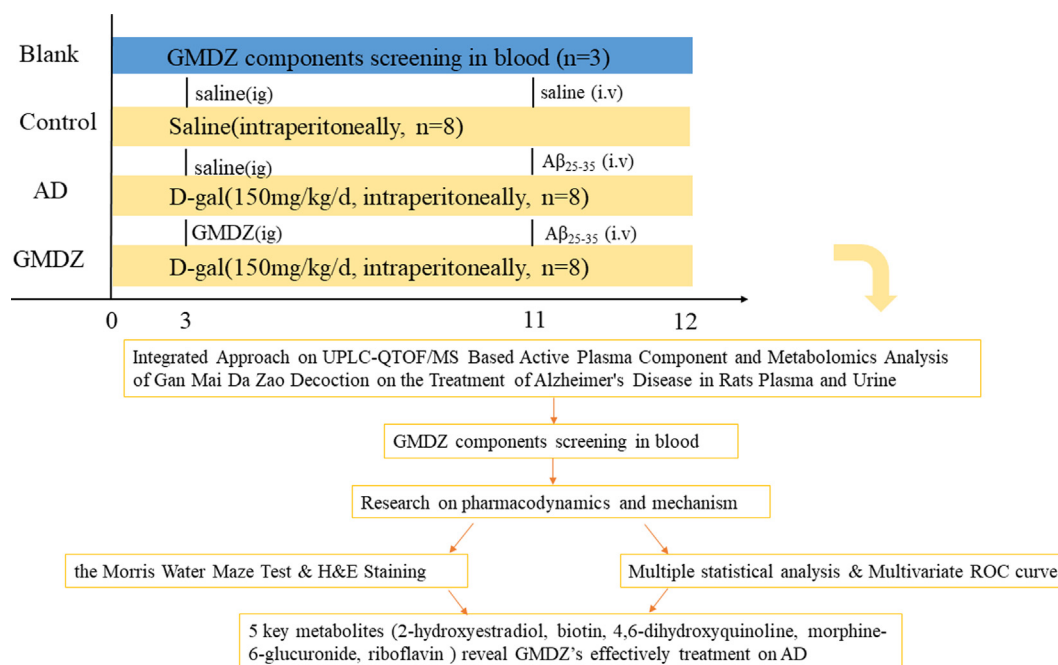 Blank
GMDZ components screening in blood (n=3)
saline(ig)
saline (i.v)
Control
Saline(intraperitoneally, n=8)
saline(ig)
Aβ25-35 (i.v)
AD
D-gal(150mg/kg/d, intraperitoneally, n=8)
GMDZ(ig)
Aβ25-35 (i.v)
GMDZ
D-gal(150mg/kg/d, intraperitoneally, n=8)
0
3
11
12
Integrated Approach on UPLC-QTOF/MS Based Active Plasma Component and Metabolomics Analysis
of Gan Mai Da Zao Decoction on the Treatment of Alzheimer's Disease in Rats Plasma and Urine
GMDZ components screening in blood
Research on pharmacodynamics and mechanism
the Morris Water Maze Test & H&E Staining
Multiple statistical analysis & Multivariate ROC curve
5 key metabolites (2-hydroxyestradiol, biotin, 4,6-dihydroxyquinoline, morphine-
6-glucuronide, riboflavin ) reveal GMDZ's effectively treatment on AD